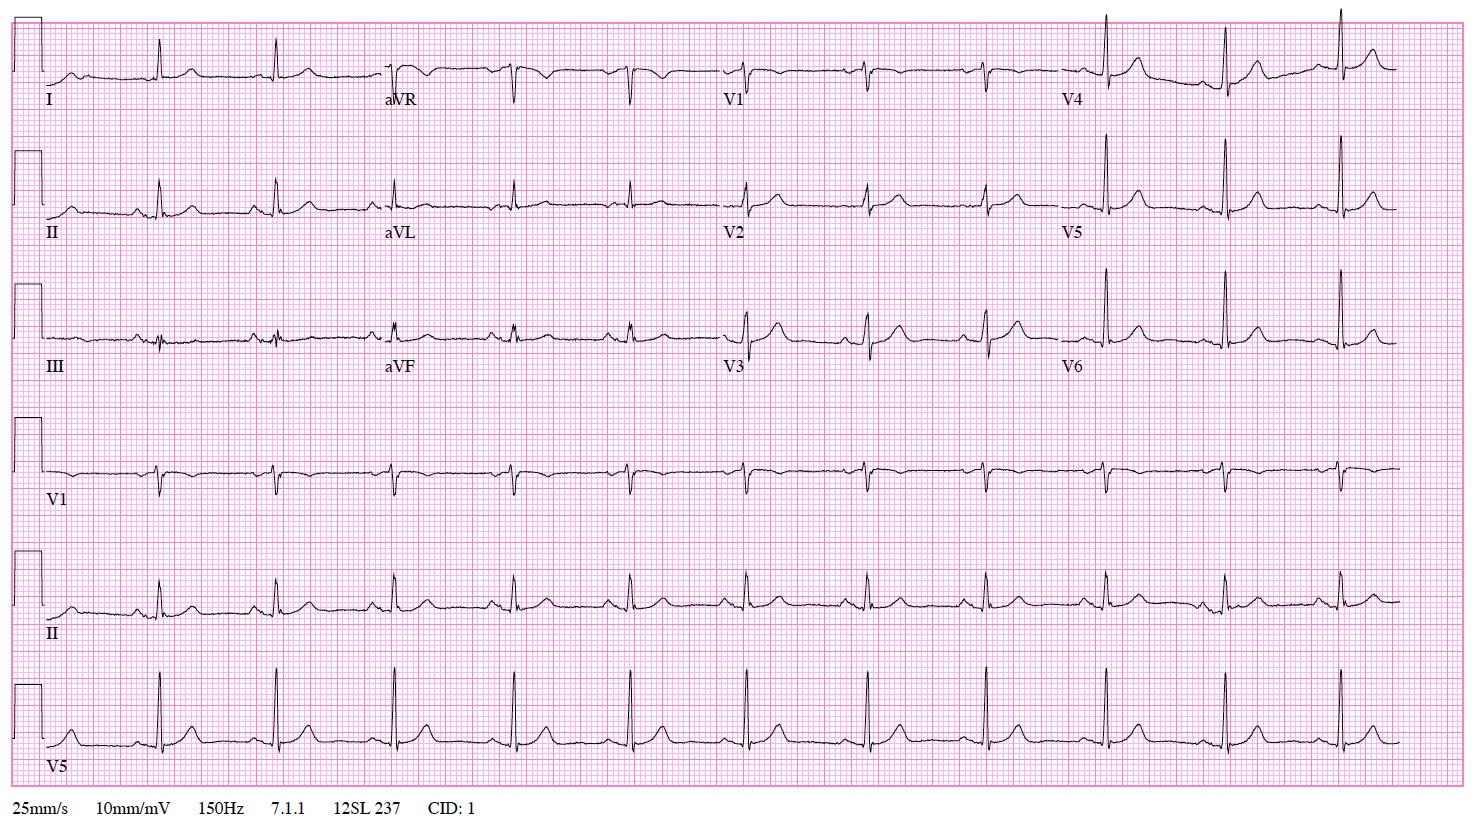 I aVR V1 V4
II aVL V2 V5
III aVF V3 V6
V1
II
V5
25mm/s 10mm/mV 150Hz 7.1.1 12SL 237 CID: 1